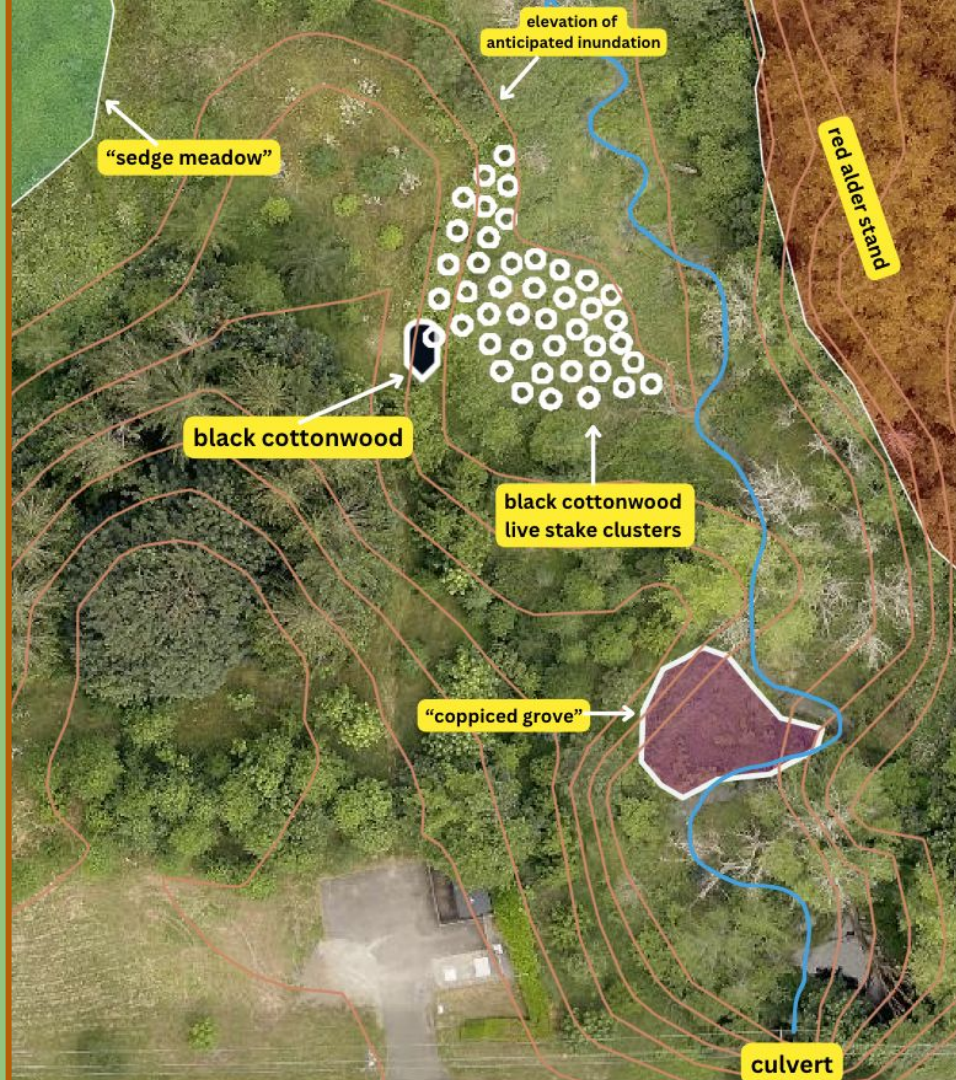 elevation of
anticipated inundation
“sedge meadow”
red alder stand
black cottonwood
black cottonwood
live stake clusters
“coppiced grove”
culvert